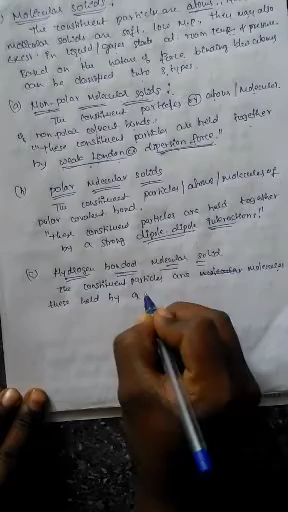 Molecular solids:
The constituent particles are atoms
molecular solids are soft, low M.P. they may also
exist in liquid/gases state at room temp & pressure.
Based on the nature of force, binding
can be classified into 3 types.
(a) Non-polar molecular solids:
The constituent particles atoms/molecules
of non-polar covalent bonds.
"these constituent particles are held together
by weak London dispersion force."
(b) polar molecular solids
The constituent particles/atoms/molecules of
polar covalent bond.
"These constituent particles are held together
by a strong dipole-dipole interactions."
(c) Hydrogen bonded molecular solid.
The constituent particles are molecules
these held by a